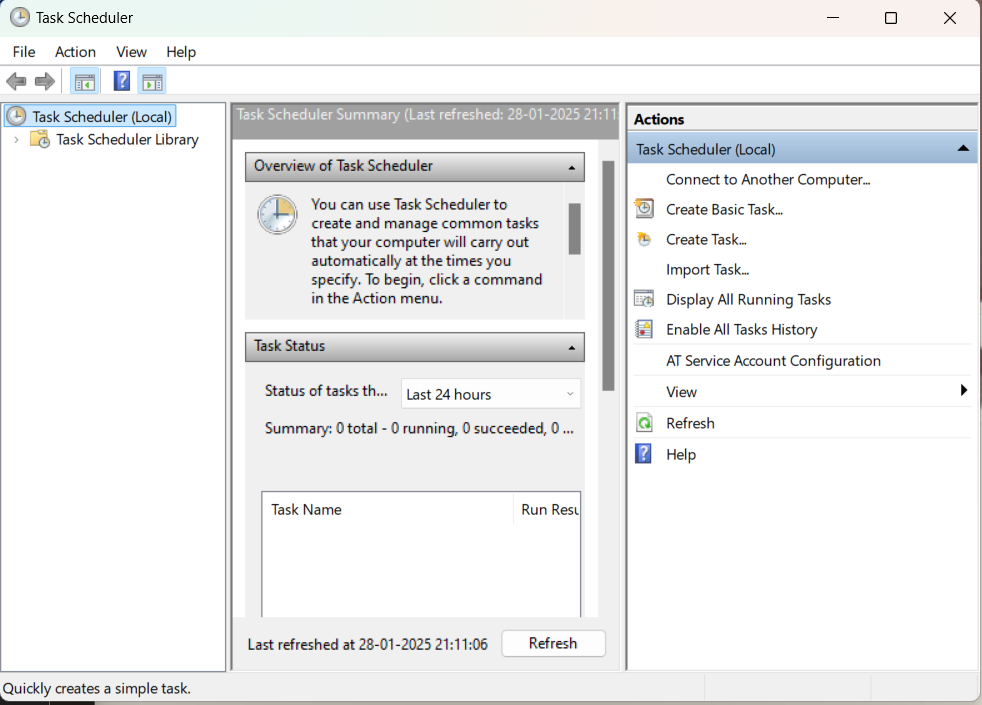 Task Scheduler
File Action View Help
Task Scheduler (Local)
Task Scheduler Library
Task Scheduler Summary (Last refreshed: 28-01-2025 21:11
Overview of Task Scheduler
You can use Task Scheduler to
create and manage common tasks
that your computer will carry out
automatically at the times you
specify. To begin, click a command
in the Action menu.
Task Status
Status of tasks th... Last 24 hours
Summary: 0 total - 0 running, 0 succeeded, 0 ...
Task Name Run Resu
Last refreshed at 28-01-2025 21:11:06 Refresh
Actions
Task Scheduler (Local)
Connect to Another Computer...
Create Basic Task...
Create Task...
Import Task...
Display All Running Tasks
Enable All Tasks History
AT Service Account Configuration
View
Refresh
Help
Quickly creates a simple task.